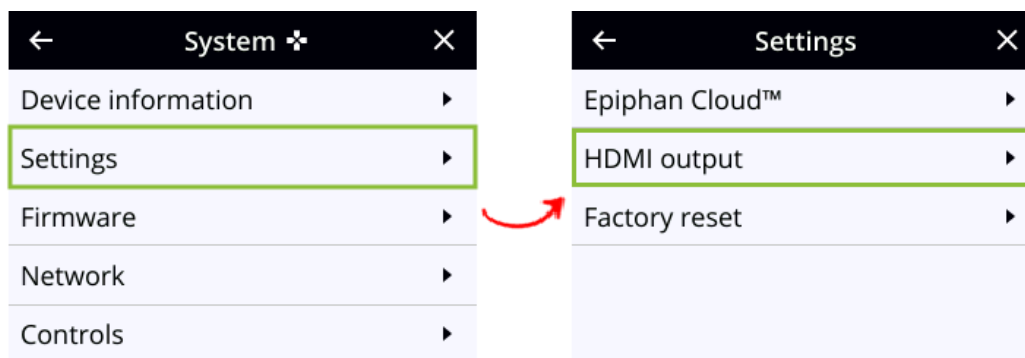 System
Device information
Settings
Firmware
Network
Controls
Settings
Epiphan Cloud™
HDMI output
Factory reset